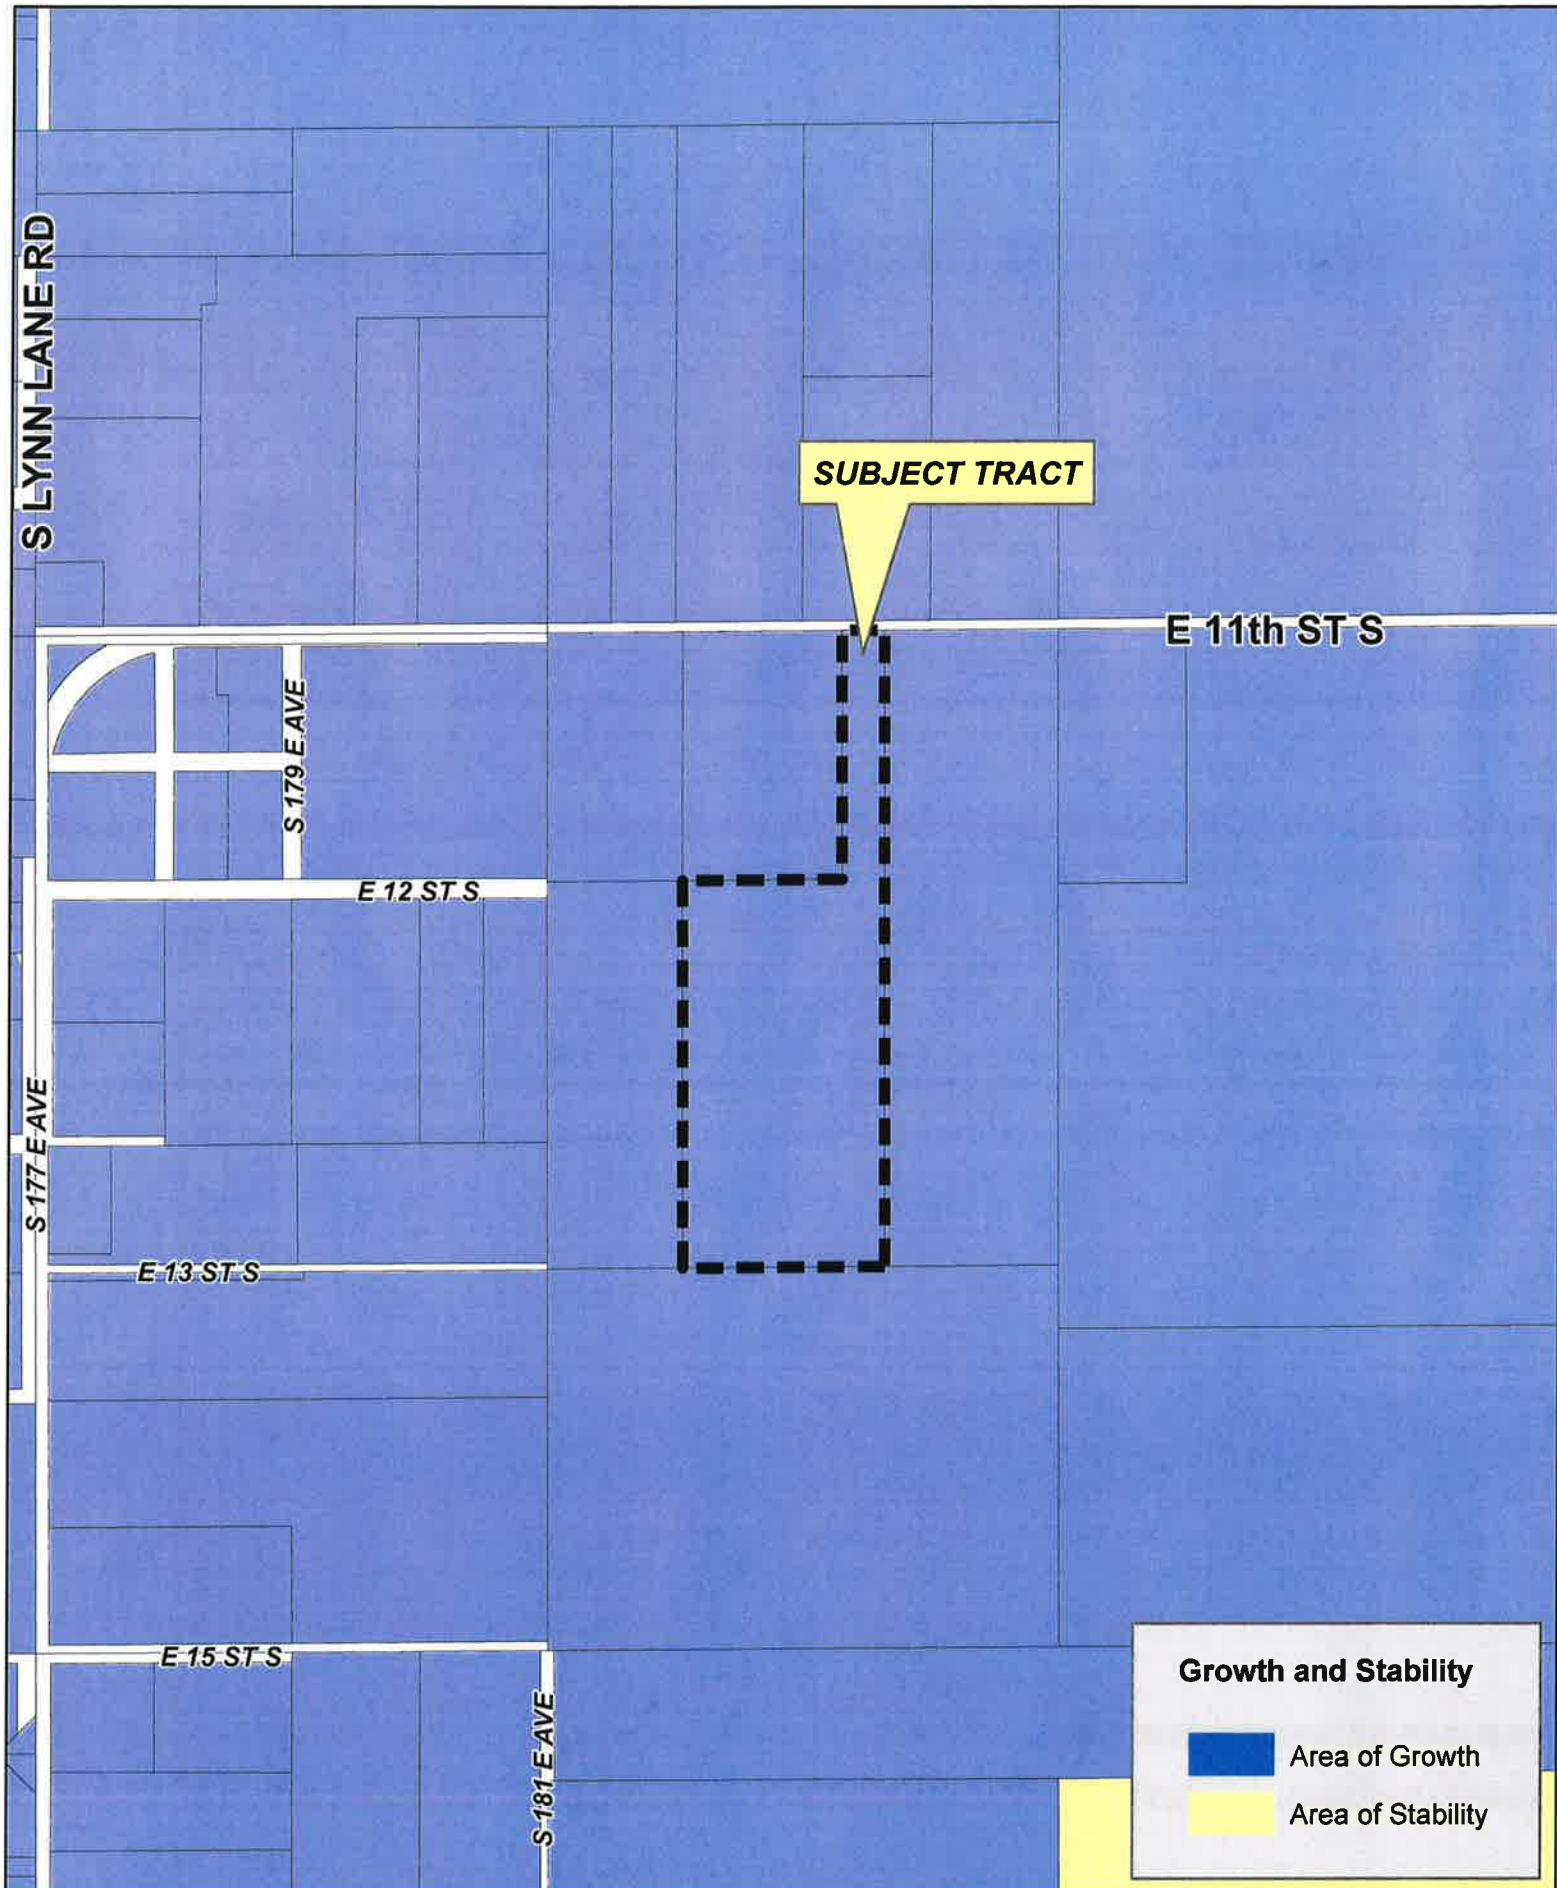 S LYNN LANE RD
SUBJECT TRACT
E 11th ST S
S 179 E AVE
E 12 ST S
S 177 E AVE
E 13 ST S
E 15 ST S
S 181 E AVE
Growth and Stability
Area of Growth
Area of Stability